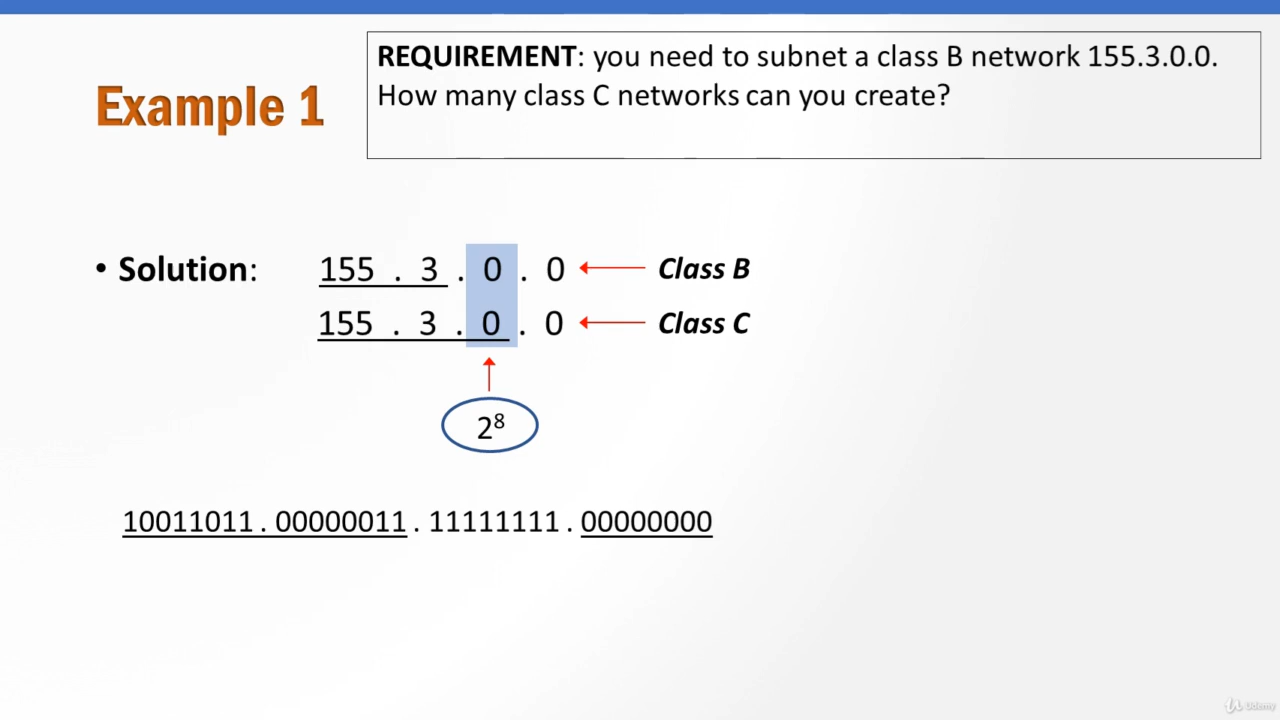 REQUIREMENT: you need to subnet a class B network 155.3.0.0.
How many class C networks can you create?
Example 1
• Solution: 155 . 3 . 0 . 0 Class B
155 . 3 . 0 . 0 Class C
2⁸
10011011 . 00000011 . 11111111 . 00000000
Udemy